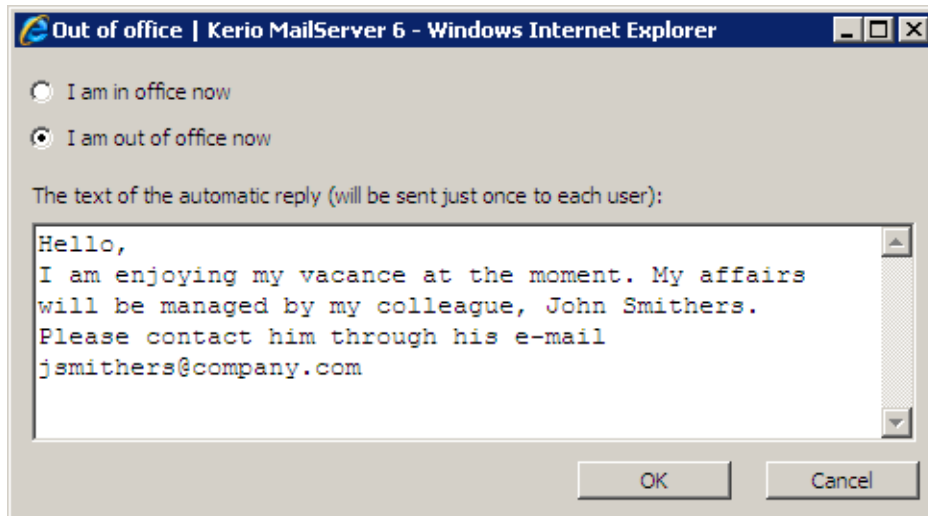 Out of office | Kerio MailServer 6 - Windows Internet Explorer
I am in office now
I am out of office now
The text of the automatic reply (will be sent just once to each user):
Hello,
I am enjoying my vacance at the moment. My affairs
will be managed by my colleague, John Smithers.
Please contact him through his e-mail
jsmithers@company.com
OK
Cancel